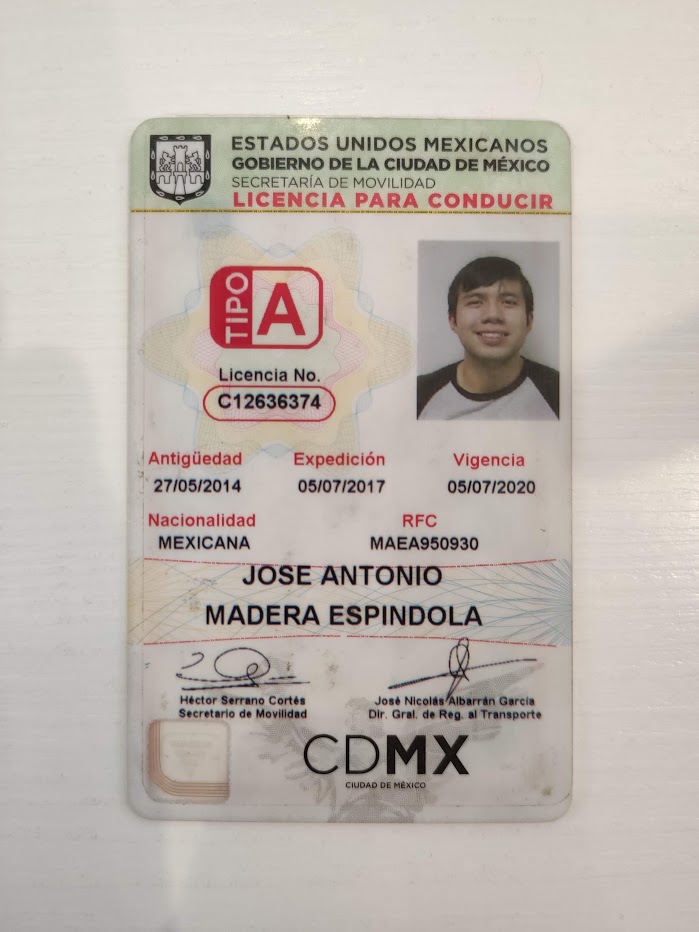 ESTADOS UNIDOS MEXICANOS
GOBIERNO DE LA CIUDAD DE MÉXICO
SECRETARÍA DE MOVILIDAD
LICENCIA PARA CONDUCIR
TIPO A
Licencia No.
C12636374
Antigüedad Expedición Vigencia
27/05/2014 05/07/2017 05/07/2020
Nacionalidad RFC
MEXICANA MAEA950930
JOSE ANTONIO
MADERA ESPINDOLA
Héctor Serrano Cortés José Nicolás Albarrán García
Secretario de Movilidad Dir. Gral. de Reg. al Transporte
CDMX
CIUDAD DE MÉXICO